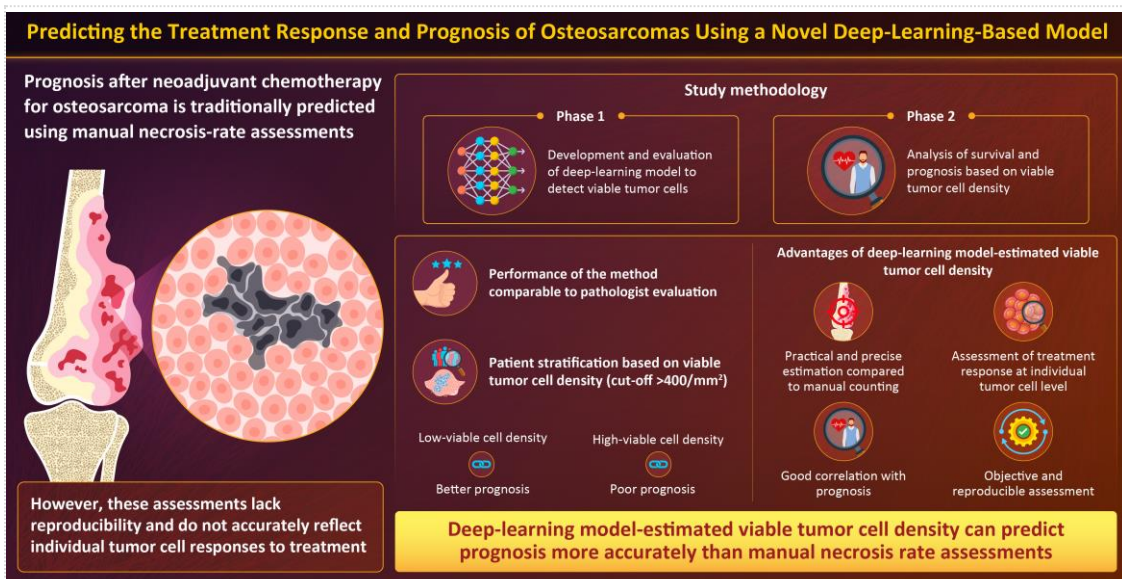 Predicting the Treatment Response and Prognosis of Osteosarcomas Using a Novel Deep-Learning-Based Model
Prognosis after neoadjuvant chemotherapy
for osteosarcoma is traditionally predicted
using manual necrosis-rate assessments
However, these assessments lack
reproducibility and do not accurately reflect
individual tumor cell responses to treatment
Study methodology
Phase 1
Development and evaluation
of deep-learning model to
detect viable tumor cells
Phase 2
Analysis of survival and
prognosis based on viable
tumor cell density
Performance of the method
comparable to pathologist evaluation
Patient stratification based on viable
tumor cell density (cut-off >400/mm²)
Low-viable cell density
Better prognosis
High-viable cell density
Poor prognosis
Advantages of deep-learning model-estimated viable
tumor cell density
Practical and precise
estimation compared
to manual counting
Assessment of treatment
response at individual
tumor cell level
Good correlation with
prognosis
Objective and
reproducible assessment
Deep-learning model-estimated viable tumor cell density can predict
prognosis more accurately than manual necrosis rate assessments